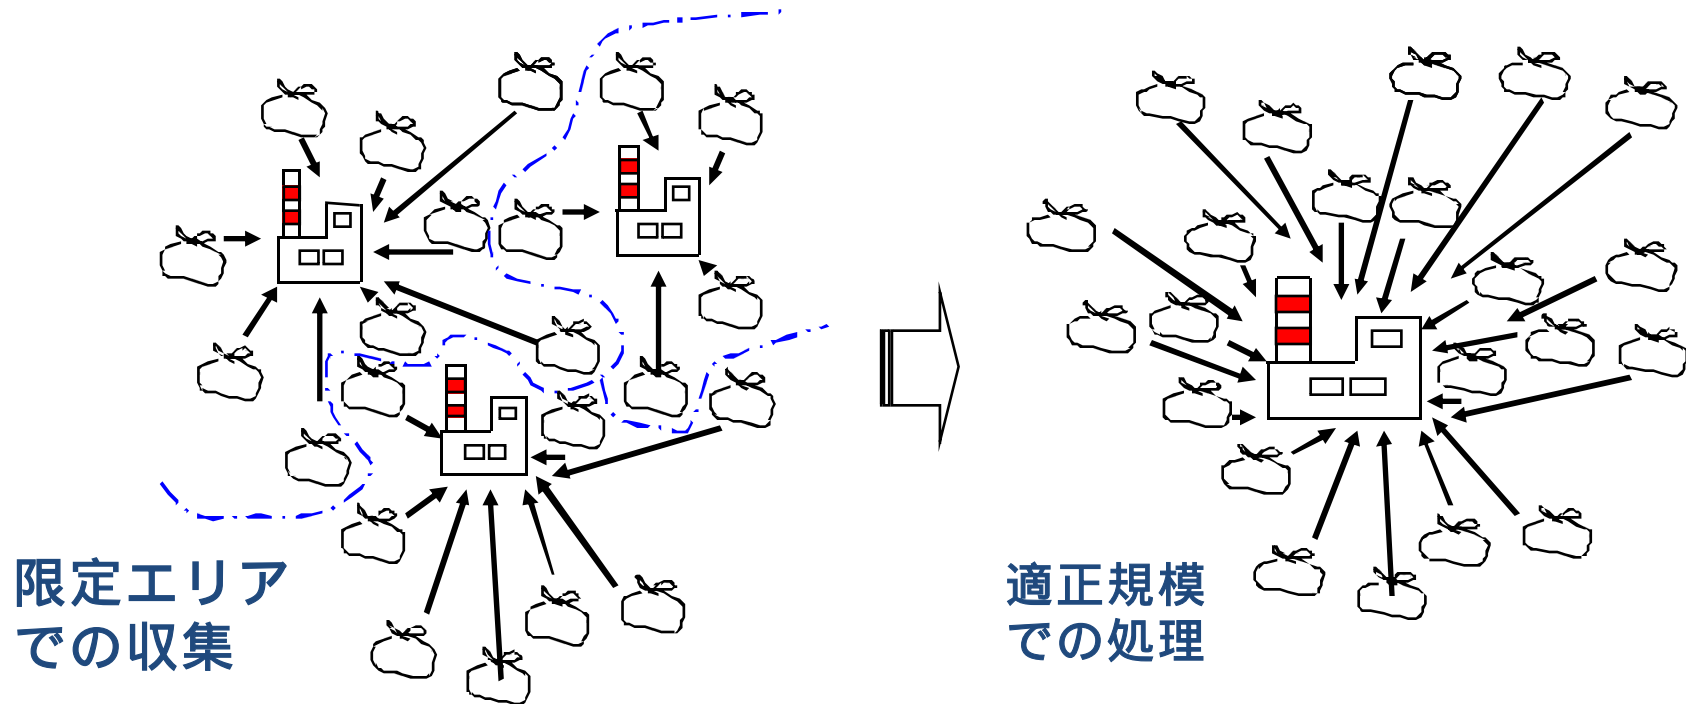 限定エリア
での収集
適正規模
での処理